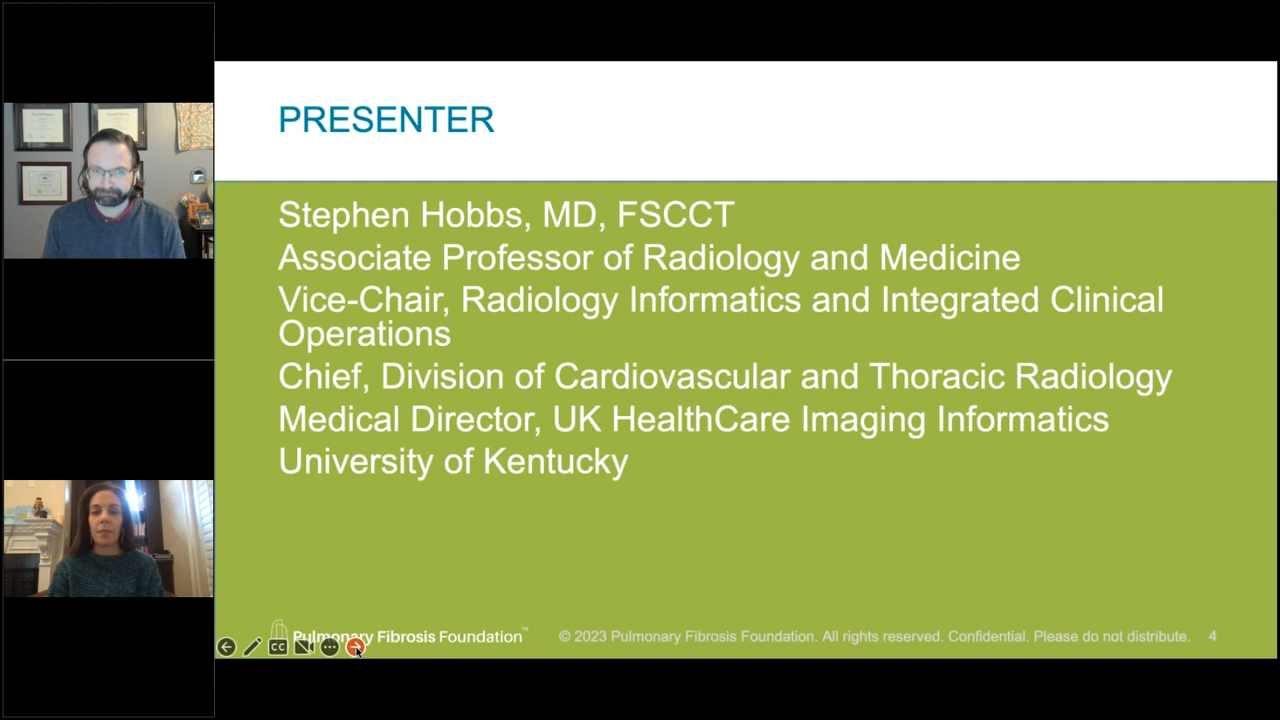 PRESENTER
Stephen Hobbs, MD, FSCCT
Associate Professor of Radiology and Medicine
Vice-Chair, Radiology Informatics and Integrated Clinical
Operations
Chief, Division of Cardiovascular and Thoracic Radiology
Medical Director, UK HealthCare Imaging Informatics
University of Kentucky
Pulmonary Fibrosis Foundation™
© 2023 Pulmonary Fibrosis Foundation. All rights reserved. Confidential. Please do not distribute. 4
CC